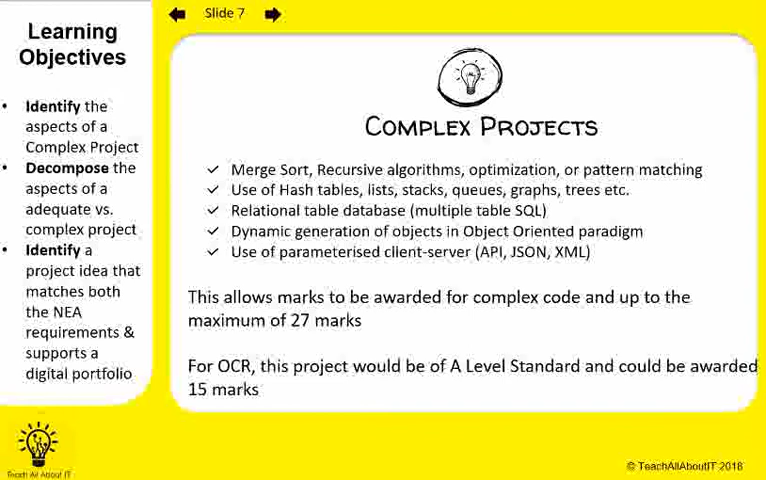 Slide 7
Learning
Objectives
• Identify the
aspects of a
Complex Project
• Decompose the
aspects of a
adequate vs.
complex project
• Identify a
project idea that
matches both
the NEA
requirements &
supports a
digital portfolio
COMPLEX PROJECTS
✓ Merge Sort, Recursive algorithms, optimization, or pattern matching
✓ Use of Hash tables, lists, stacks, queues, graphs, trees etc.
✓ Relational table database (multiple table SQL)
✓ Dynamic generation of objects in Object Oriented paradigm
✓ Use of parameterised client-server (API, JSON, XML)
This allows marks to be awarded for complex code and up to the
maximum of 27 marks
For OCR, this project would be of A Level Standard and could be awarded
15 marks
Teach All About IT
© TeachAllAboutIT 2018